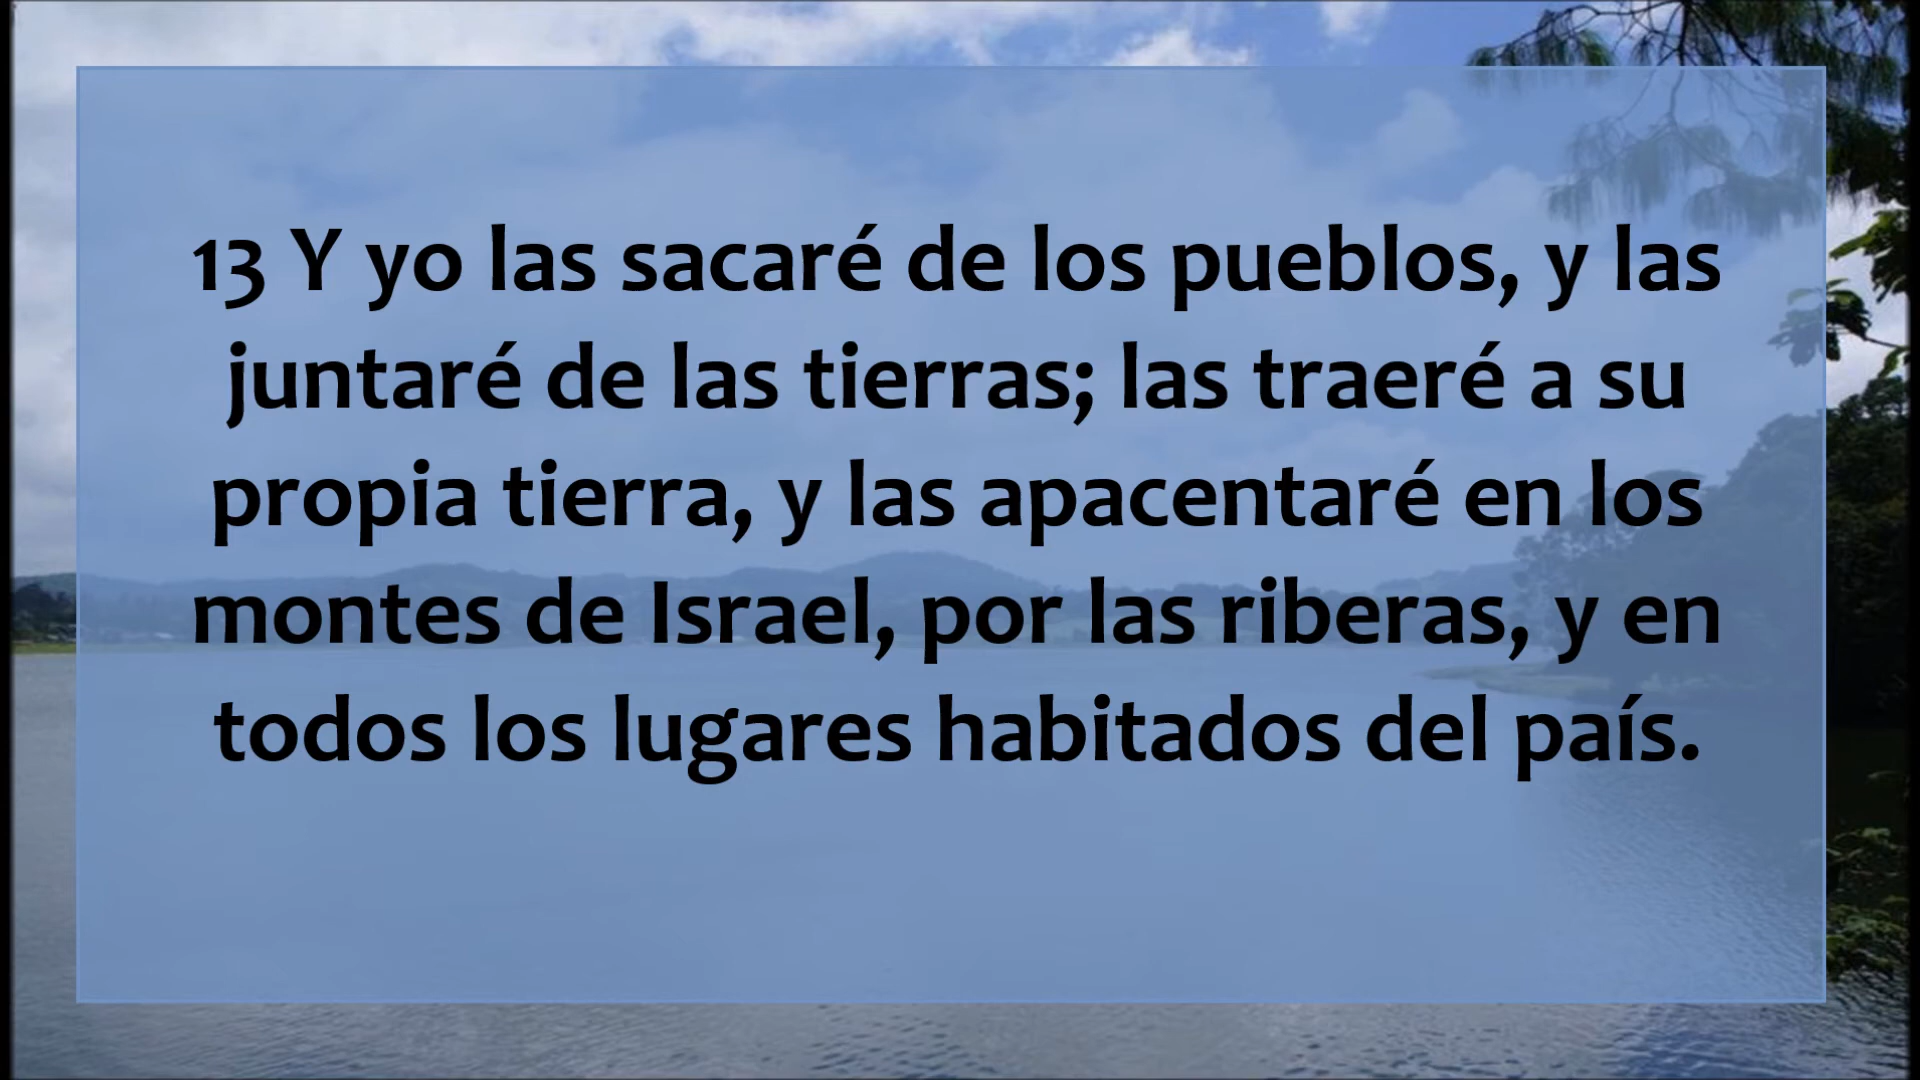 13 Y yo las sacaré de los pueblos, y las
juntaré de las tierras; las traeré a su
propia tierra, y las apacentaré en los
montes de Israel, por las riberas, y en
todos los lugares habitados del país.